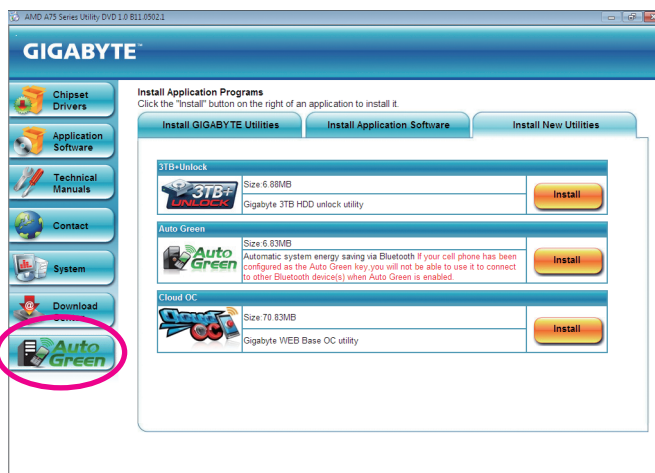 AMD A75 Series Utility DVD 1.0 B11.0502.1
GIGABYTE™
Chipset
Drivers
Application
Software
Technical
Manuals
Contact
System
Download
Auto
Green
Install Application Programs
Click the "Install" button on the right of an application to install it.
Install GIGABYTE Utilities
Install Application Software
Install New Utilities
3TB+Unlock
3TB+
UNLOCK
Size:6.88MB
Gigabyte 3TB HDD unlock utility
Install
Auto Green
Auto
Green
Size:6.83MB
Automatic system energy saving via Bluetooth If your cell phone has been
configured as the Auto Green key,you will not be able to use it to connect
to other Bluetooth device(s) when Auto Green is enabled.
Install
Cloud OC
Cloud
OC
Size:70.83MB
Gigabyte WEB Base OC utility
Install